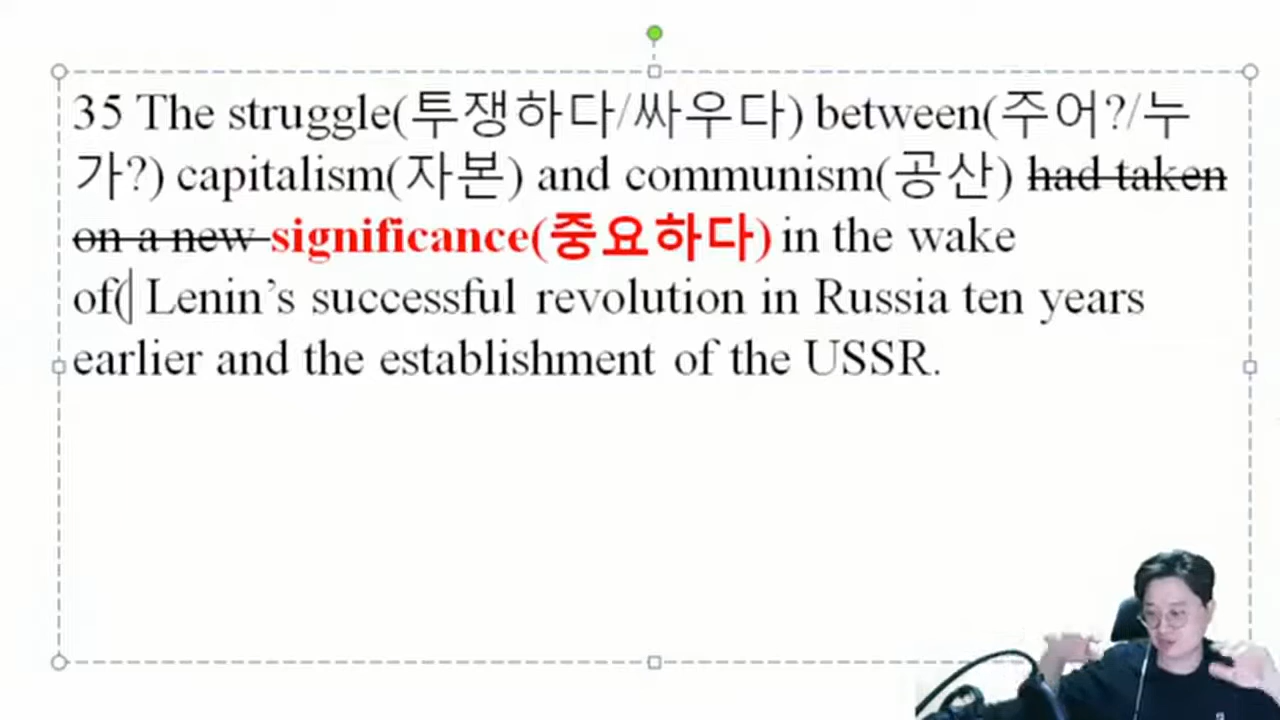 35 The struggle(투쟁하다/싸우다) between(주어?/누
가?) capitalism(자본) and communism(공산) had taken
on a new significance(중요하다) in the wake
of( Lenin’s successful revolution in Russia ten years
earlier and the establishment of the USSR.